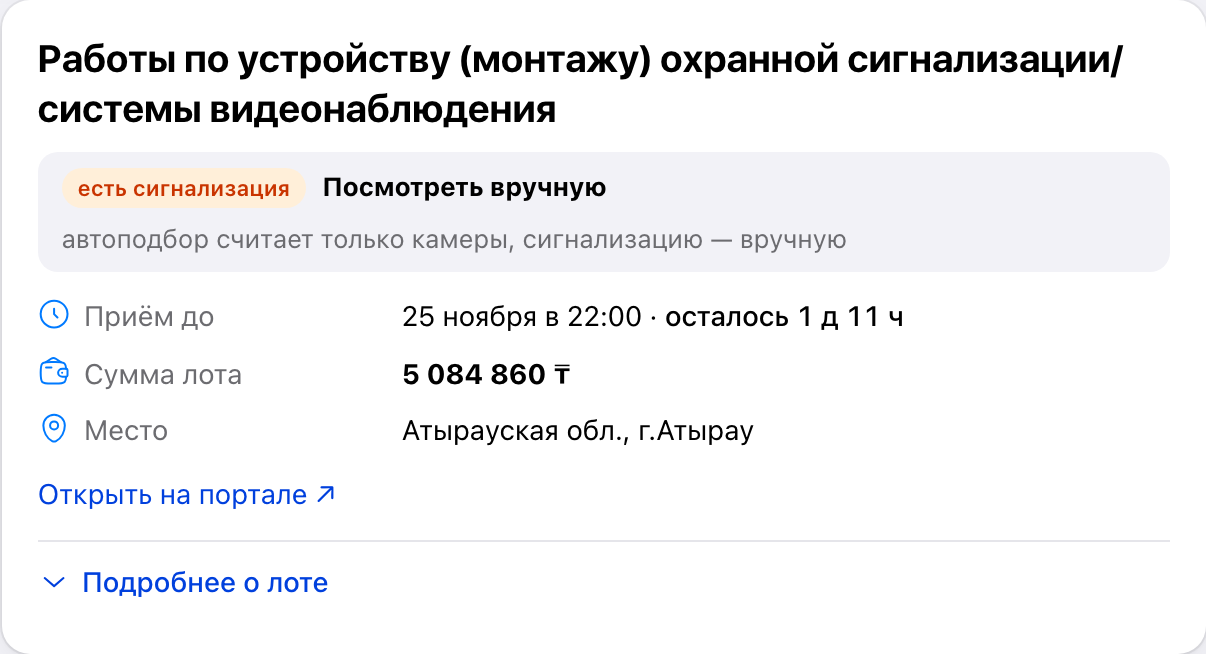 Работы по устройству (монтажу) охранной сигнализации/
системы видеонаблюдения
есть сигнализация Посмотреть вручную
автоподбор считает только камеры, сигнализацию — вручную
Приём до 25 ноября в 22:00 · осталось 1 д 11 ч
Сумма лота 5 084 860 ₸
Место Атырауская обл., г.Атырау
Открыть на портале ↗
Подробнее о лоте